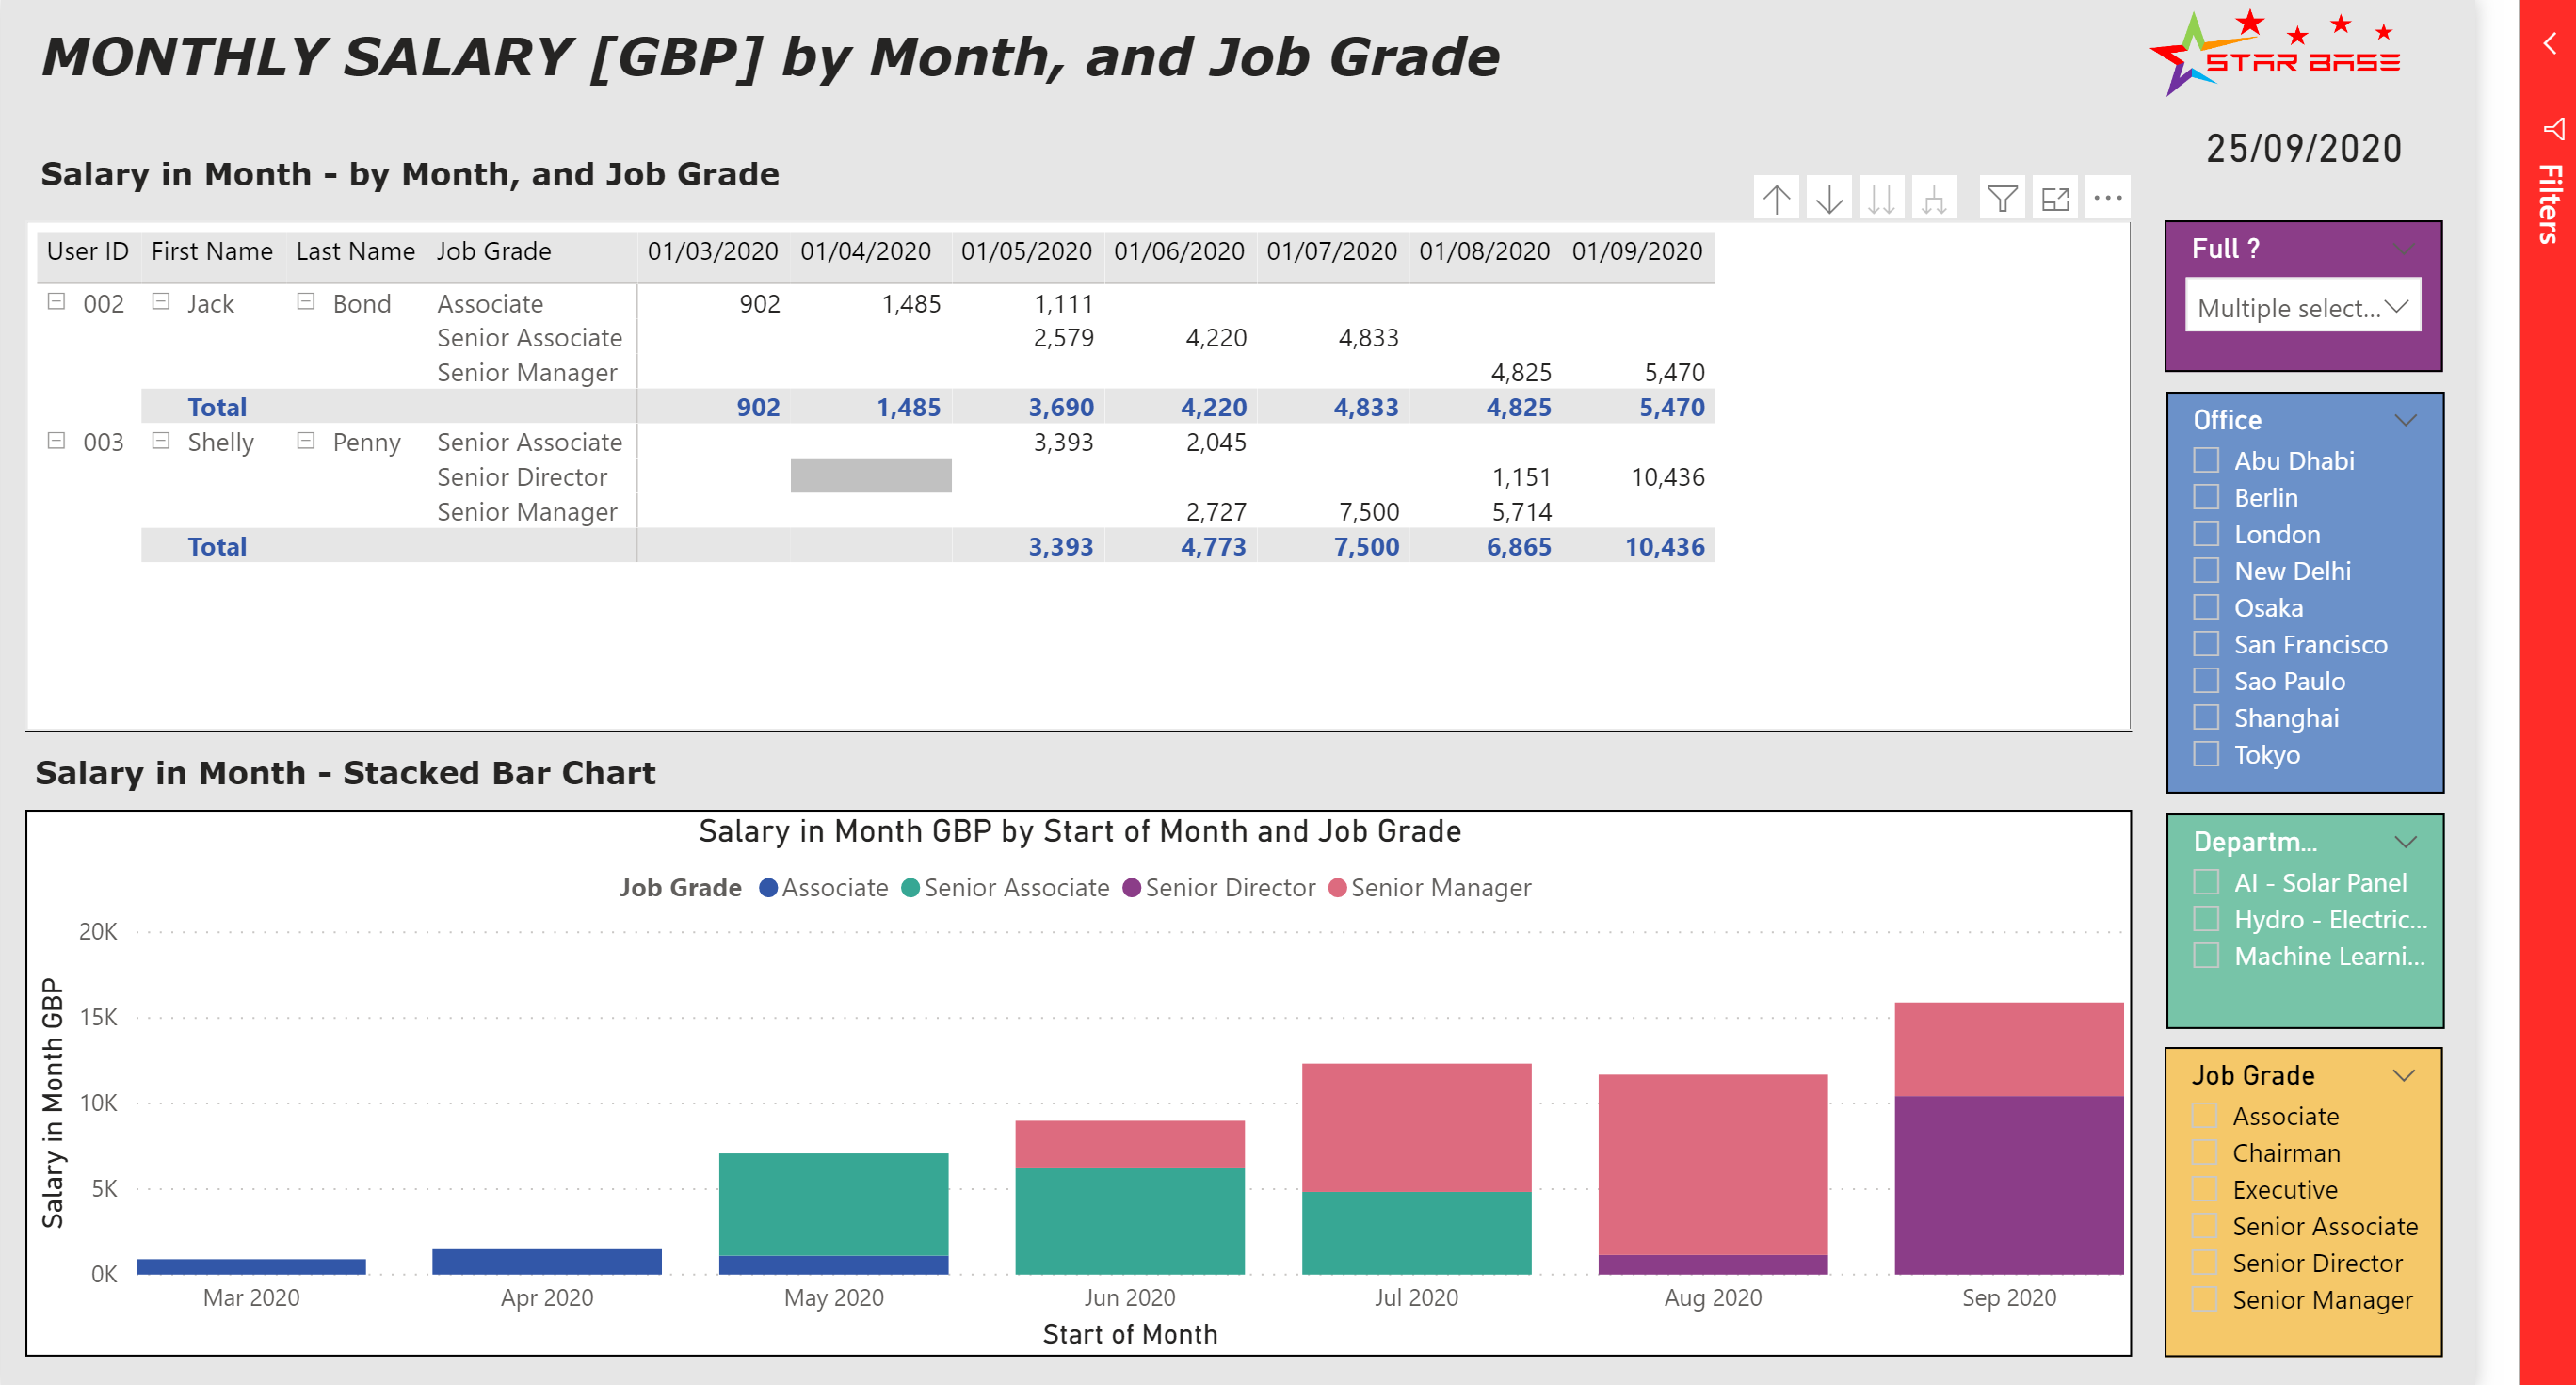 MONTHLY SALARY [GBP] by Month, and Job Grade
STAR BASE
25/09/2020
Salary in Month - by Month, and Job Grade
User ID First Name Last Name Job Grade 01/03/2020 01/04/2020 01/05/2020 01/06/2020 01/07/2020 01/08/2020 01/09/2020
002 Jack Bond Associate 902 1,485 1,111
Senior Associate 2,579 4,220 4,833
Senior Manager 4,825 5,470
Total 902 1,485 3,690 4,220 4,833 4,825 5,470
003 Shelly Penny Senior Associate 3,393 2,045
Senior Director 1,151 10,436
Senior Manager 2,727 7,500 5,714
Total 3,393 4,773 7,500 6,865 10,436
Salary in Month - Stacked Bar Chart
Salary in Month GBP by Start of Month and Job Grade
Job Grade Associate Senior Associate Senior Director Senior Manager
Salary in Month GBP
20K
15K
10K
5K
0K
Mar 2020 Apr 2020 May 2020 Jun 2020 Jul 2020 Aug 2020 Sep 2020
Start of Month
Full ?
Multiple select...
Office
Abu Dhabi
Berlin
London
New Delhi
Osaka
San Francisco
Sao Paulo
Shanghai
Tokyo
Departm...
AI - Solar Panel
Hydro - Electric...
Machine Learni...
Job Grade
Associate
Chairman
Executive
Senior Associate
Senior Director
Senior Manager
Filters